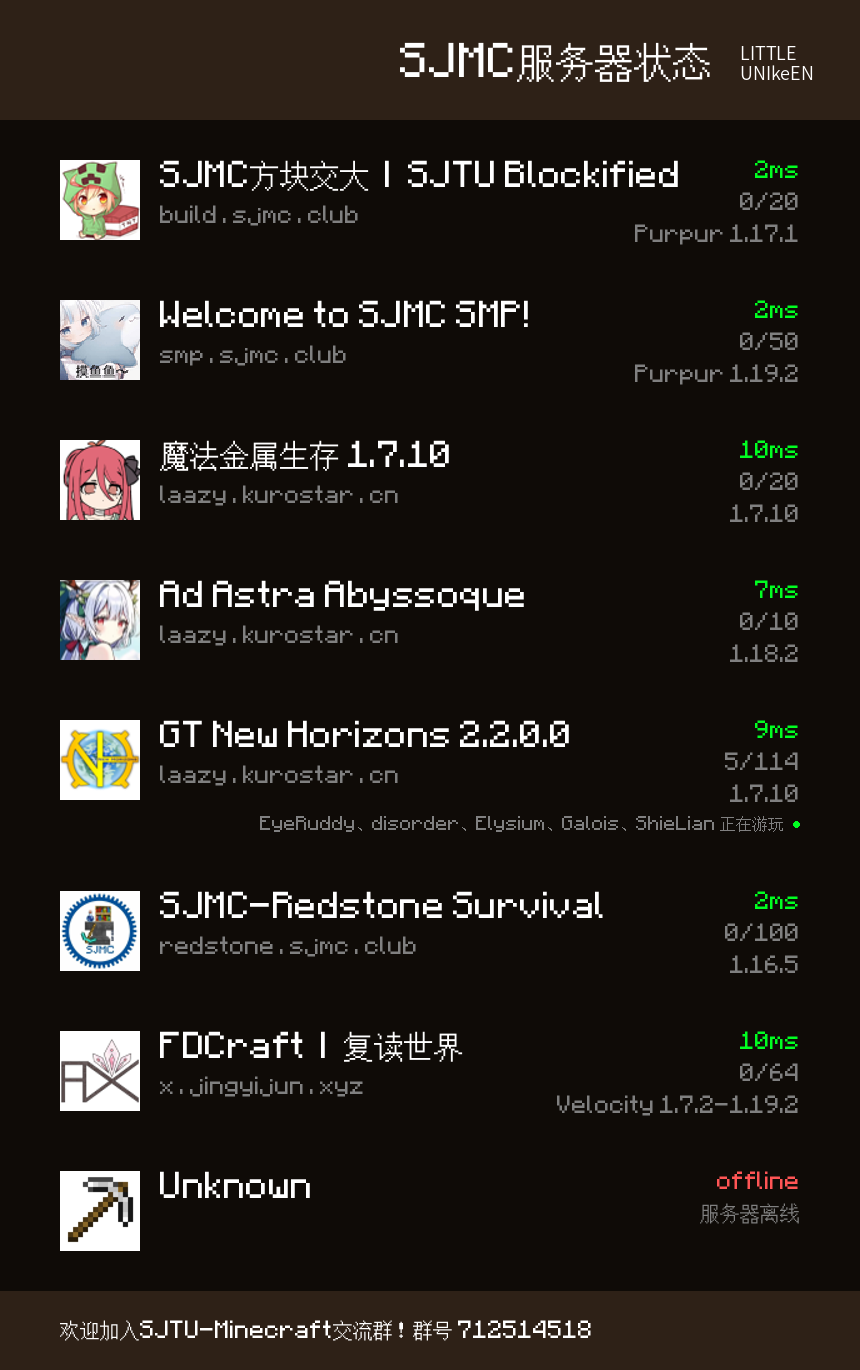 SJMC服务器状态
LITTLE
UNIkeEN
SJMC方块交大 | SJTU Blockified
2ms
build.sjmc.club
0/20
Purpur 1.17.1
Welcome to SJMC SMP!
2ms
smp.sjmc.club
0/50
Purpur 1.19.2
摸鱼鱼~
魔法金属生存 1.7.10
10ms
laazy.kurostar.cn
0/20
1.7.10
Ad Astra Abyssoque
7ms
laazy.kurostar.cn
0/10
1.18.2
GT New Horizons 2.2.0.0
9ms
laazy.kurostar.cn
5/114
1.7.10
EyeRuddy、disorder、Elysium、Galois、ShieLian 正在游玩
SJMC-Redstone Survival
2ms
redstone.sjmc.club
0/100
1.16.5
SJMC
FDCraft | 复读世界
10ms
x.jingyijun.xyz
0/64
Velocity 1.7.2-1.19.2
Unknown
offline
服务器离线
欢迎加入SJTU-Minecraft交流群！群号 712514518